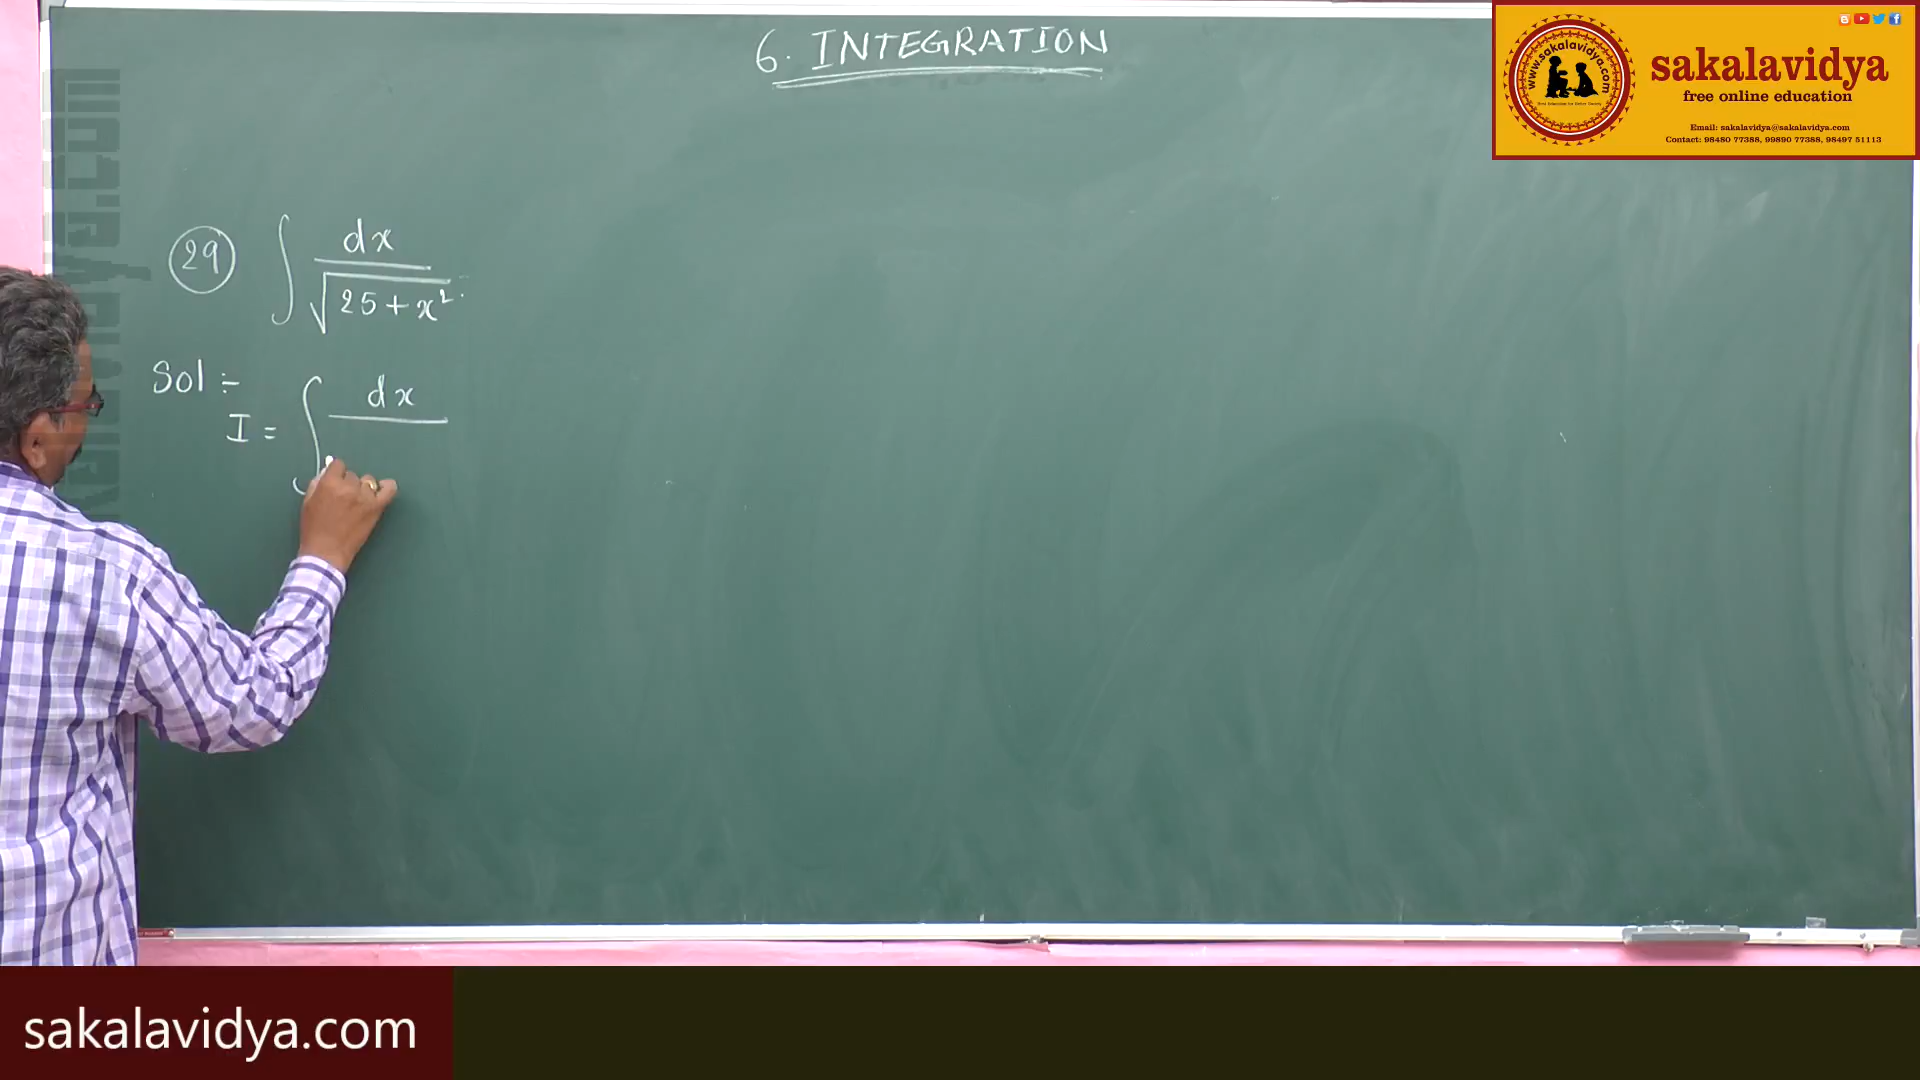 6. INTEGRATION
www.sakalavidya.com
sakalavidya
free online education
Email: sakalavidya@sakalavidya.com
Contact: 98480 77388, 99890 77388, 98497 51113
29 ∫ dx / √(25 + x²)
Sol :-
I = ∫ dx
sakalavidya.com